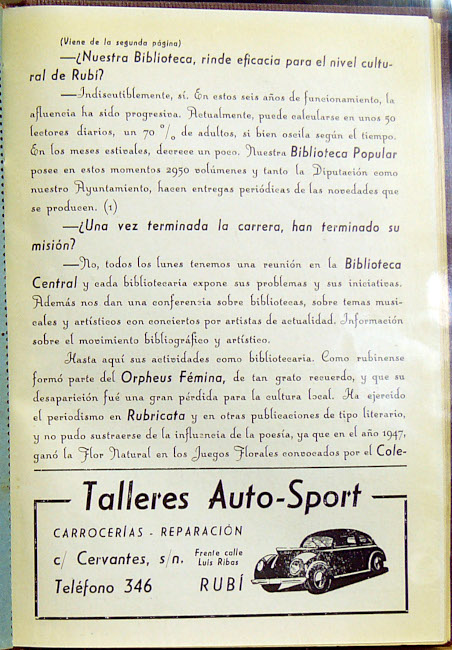 (Viene de la segunda página)
—¿Nuestra Biblioteca, rinde eficacia para el nivel cultu-
ral de Rubí?
—Indiscutiblemente, sí. En estos seis años de funcionamiento, la
afluencia ha sido progresiva. Actualmente, puede calcularse en unos 50
lectores diarios, un 70 % de adultos, si bien oscila según el tiempo.
En los meses estivales, decrece un poco. Nuestra Biblioteca Popular
posee en estos momentos 2950 volúmenes y tanto la Diputación como
nuestro Ayuntamiento, hacen entregas periódicas de las novedades que
se producen. (1)
—¿Una vez terminada la carrera, han terminado su
misión?
—No, todos los lunes tenemos una reunión en la Biblioteca
Central y cada bibliotecaria expone sus problemas y sus iniciativas.
Además nos dan una conferenzia sobre bibliotecas, sobre temas musi-
cales y artísticos con conciertos por artistas de actualidad. Información
sobre el movimiento bibliográfico y artístico.
Hasta aquí sus actividades como bibliotecaria. Como rubinense
formó parte del Orpheus Fémina, de tan grato recuerdo, y que su
desaparición fué una gran pérdida para la cultura local. Ha ejercido
el periodismo en Rubricata y en otras publicaciones de tipo literario,
y no pudo sustraerse de la influencia de la poesía, ya que en el año 1947,
ganó la Flor Natural en los Juegos Florales convocados por el Cole-
Talleres Auto-Sport
CARROCERÍAS - REPARACIÓN
c/ Cervantes, s/n. Frente calle
Luis Ribas
Teléfono 346 RUBÍ